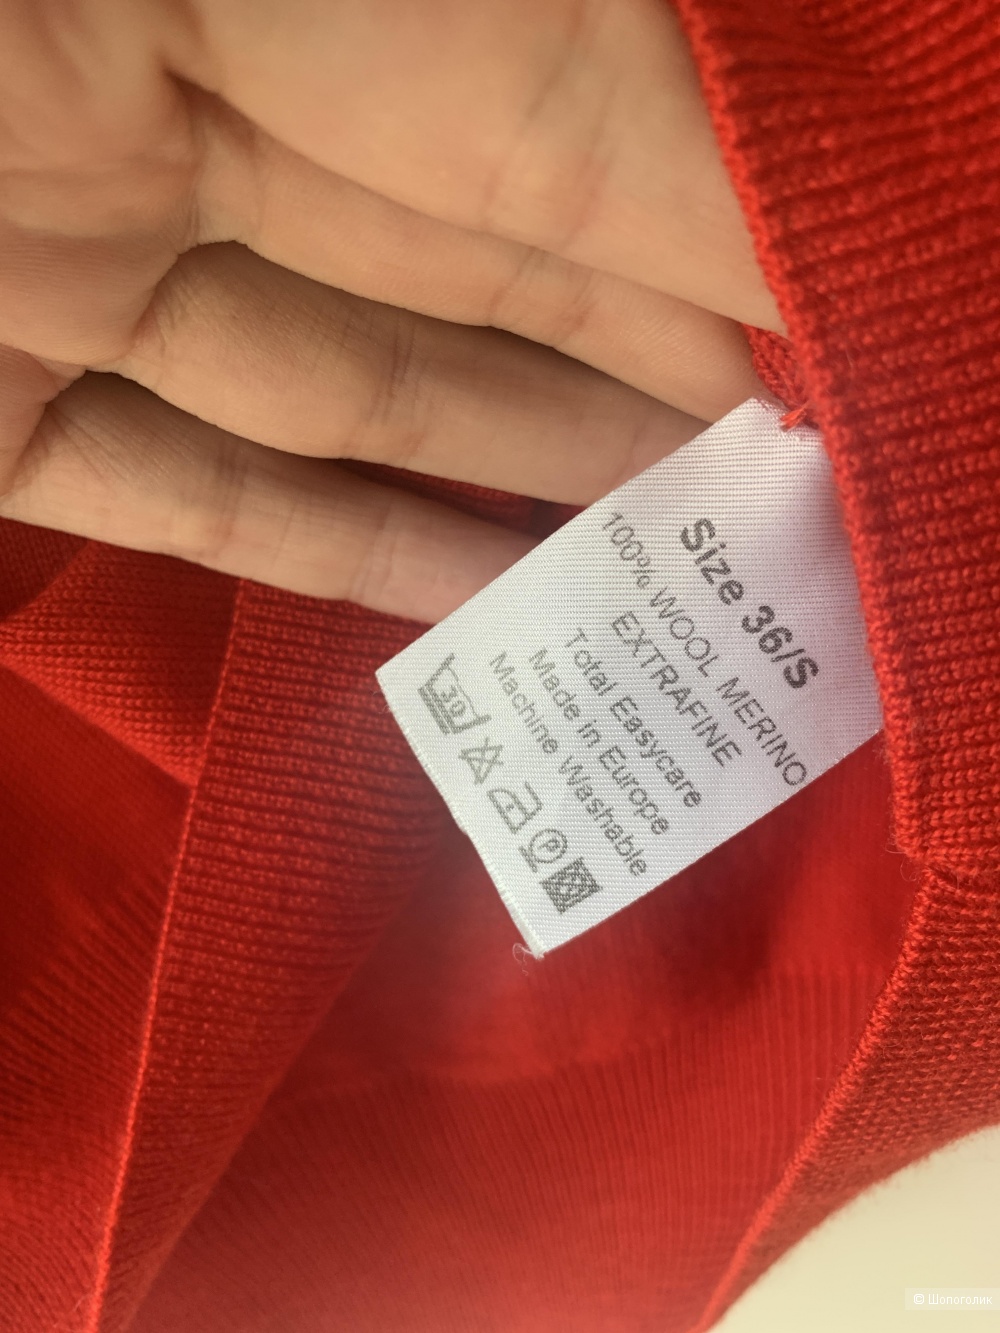 Size 36/S
100% WOOL MERINO
EXTRAFINE
Total Easycare
Made in Europe
Machine Washable
30 P
© Шопоголик